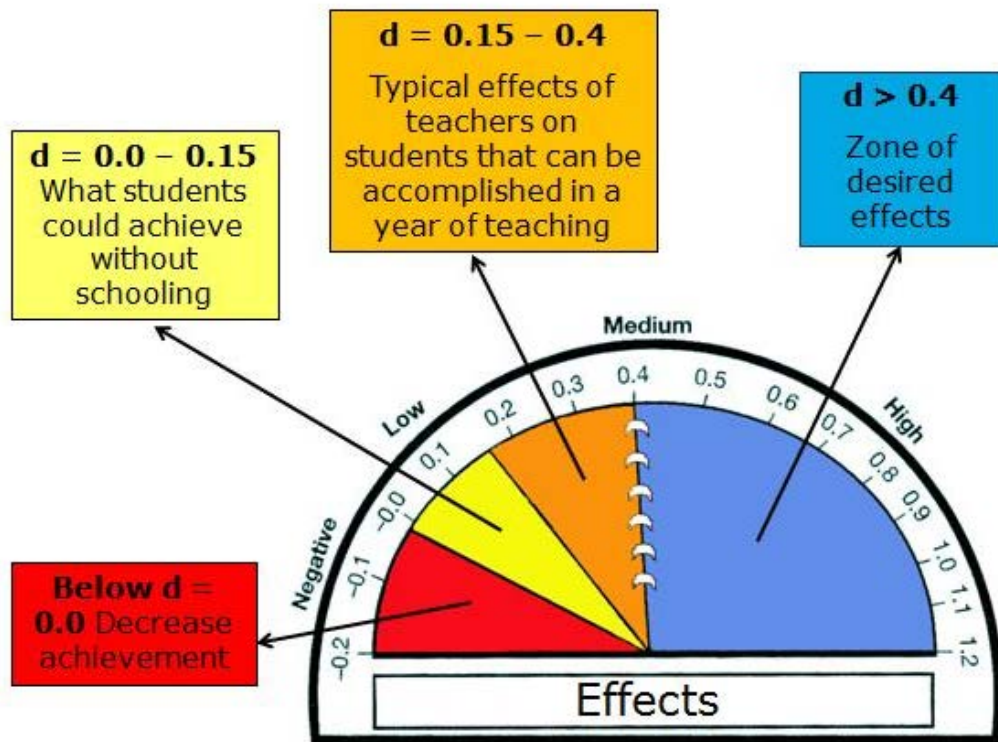 d = 0.15 – 0.4
Typical effects of
teachers on
students that can be
accomplished in a
year of teaching
d > 0.4
Zone of
desired
effects
d = 0.0 – 0.15
What students
could achieve
without
schooling
Below d =
0.0 Decrease
achievement
Negative
Low
Medium
High
-0.2
-0.1
-0.0
0.1
0.2
0.3
0.4
0.5
0.6
0.7
0.8
0.9
1.0
1.1
1.2
Effects